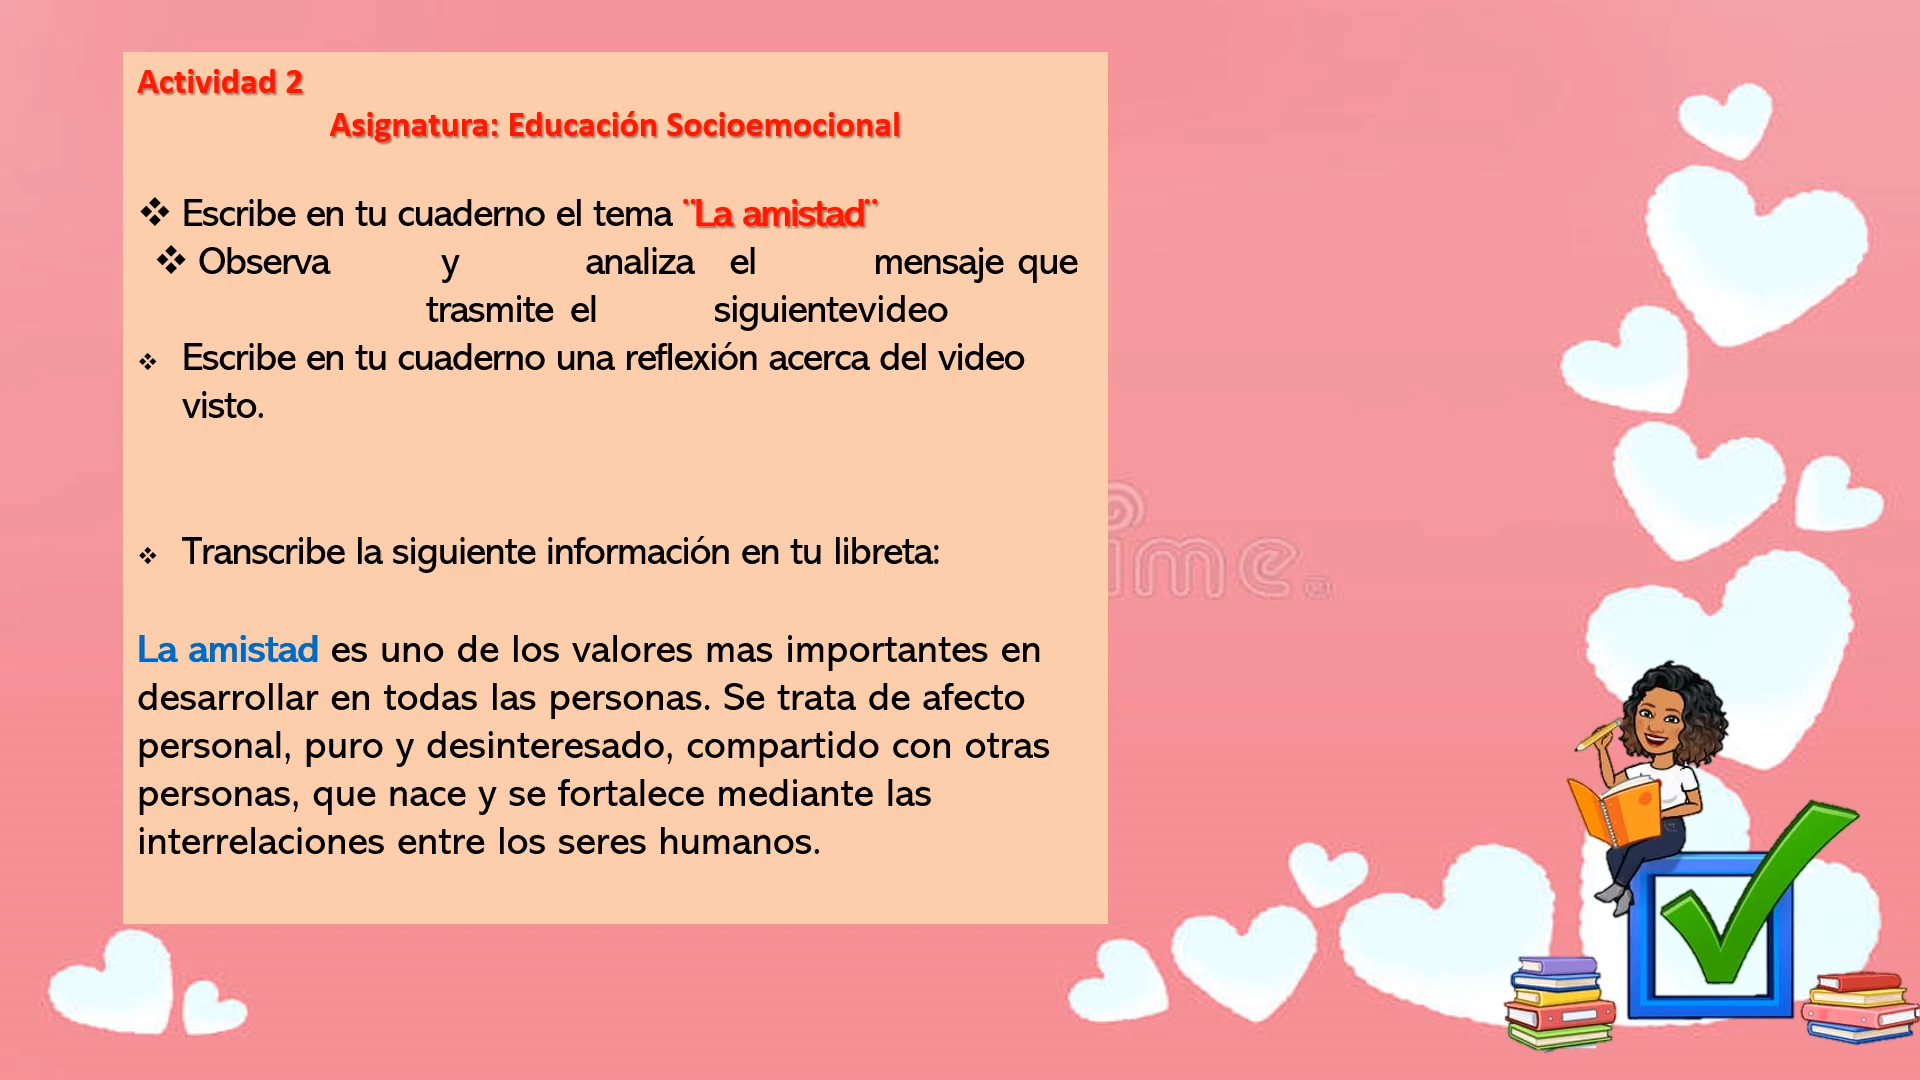 Actividad 2
Asignatura: Educación Socioemocional
❖ Escribe en tu cuaderno el tema ¨La amistad¨
❖ Observa y analiza el mensaje que
trasmite el siguientevideo
❖ Escribe en tu cuaderno una reflexión acerca del video
visto.
❖ Transcribe la siguiente información en tu libreta:
La amistad es uno de los valores mas importantes en
desarrollar en todas las personas. Se trata de afecto
personal, puro y desinteresado, compartido con otras
personas, que nace y se fortalece mediante las
interrelaciones entre los seres humanos.